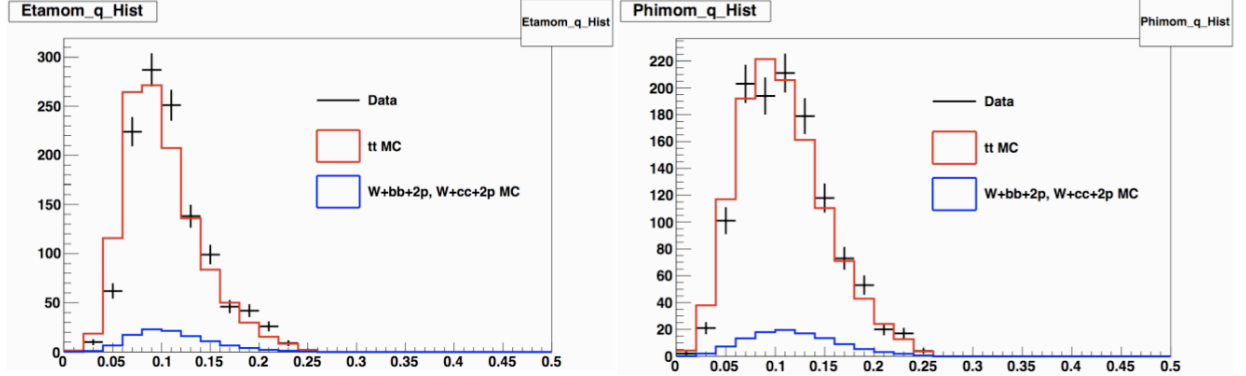 Etamom_q_Hist
Etamom_q_Hist
300
250
200
150
100
50
0
Data
tt MC
W+bb+2p, W+cc+2p MC
0 0.05 0.1 0.15 0.2 0.25 0.3 0.35 0.4 0.45 0.5
Phimom_q_Hist
Phimom_q_Hist
220
200
180
160
140
120
100
80
60
40
20
0
Data
tt MC
W+bb+2p, W+cc+2p MC
0 0.05 0.1 0.15 0.2 0.25 0.3 0.35 0.4 0.45 0.5